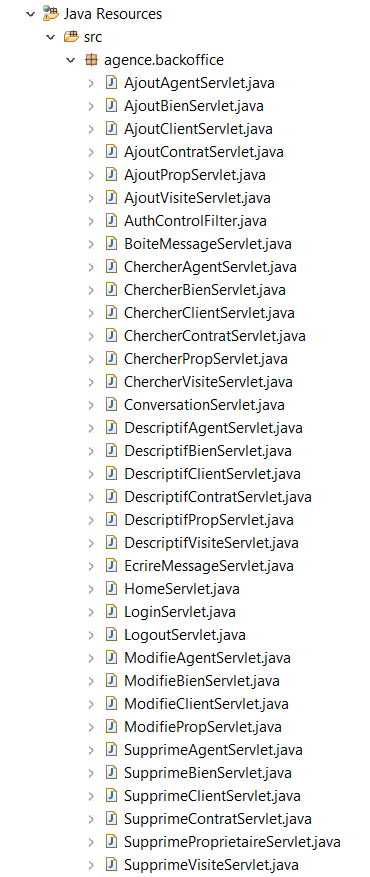 Java Resources
src
agence.backoffice
AjoutAgentServlet.java
AjoutBienServlet.java
AjoutClientServlet.java
AjoutContratServlet.java
AjoutPropServlet.java
AjoutVisiteServlet.java
AuthControlFilter.java
BoiteMessageServlet.java
ChercherAgentServlet.java
ChercherBienServlet.java
ChercherClientServlet.java
ChercherContratServlet.java
ChercherPropServlet.java
ChercherVisiteServlet.java
ConversationServlet.java
DescriptifAgentServlet.java
DescriptifBienServlet.java
DescriptifClientServlet.java
DescriptifContratServlet.java
DescriptifPropServlet.java
DescriptifVisiteServlet.java
EcrireMessageServlet.java
HomeServlet.java
LoginServlet.java
LogoutServlet.java
ModifieAgentServlet.java
ModifieBienServlet.java
ModifieClientServlet.java
ModifiePropServlet.java
SupprimeAgentServlet.java
SupprimeBienServlet.java
SupprimeClientServlet.java
SupprimeContratServlet.java
SupprimeProprietaireServlet.java
SupprimeVisiteServlet.java